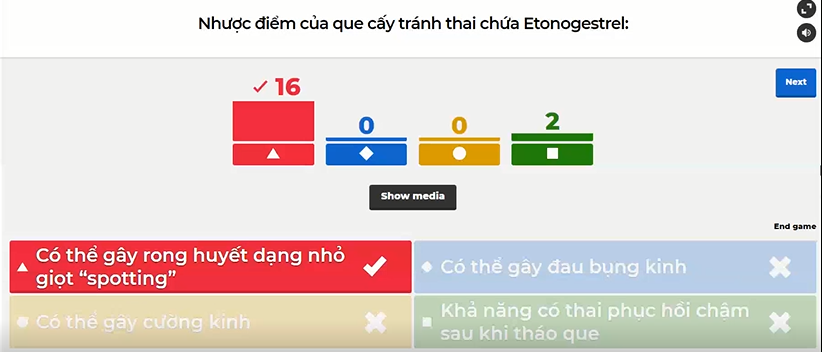 Nhược điểm của que cấy tránh thai chứa Etonogestrel:
Next
16
0
0
2
Show media
End game
Có thể gây rong huyết dạng nhỏ
giọt “spotting”
Có thể gây đau bụng kinh
Có thể gây cường kinh
Khả năng có thai phục hồi chậm
sau khi tháo que